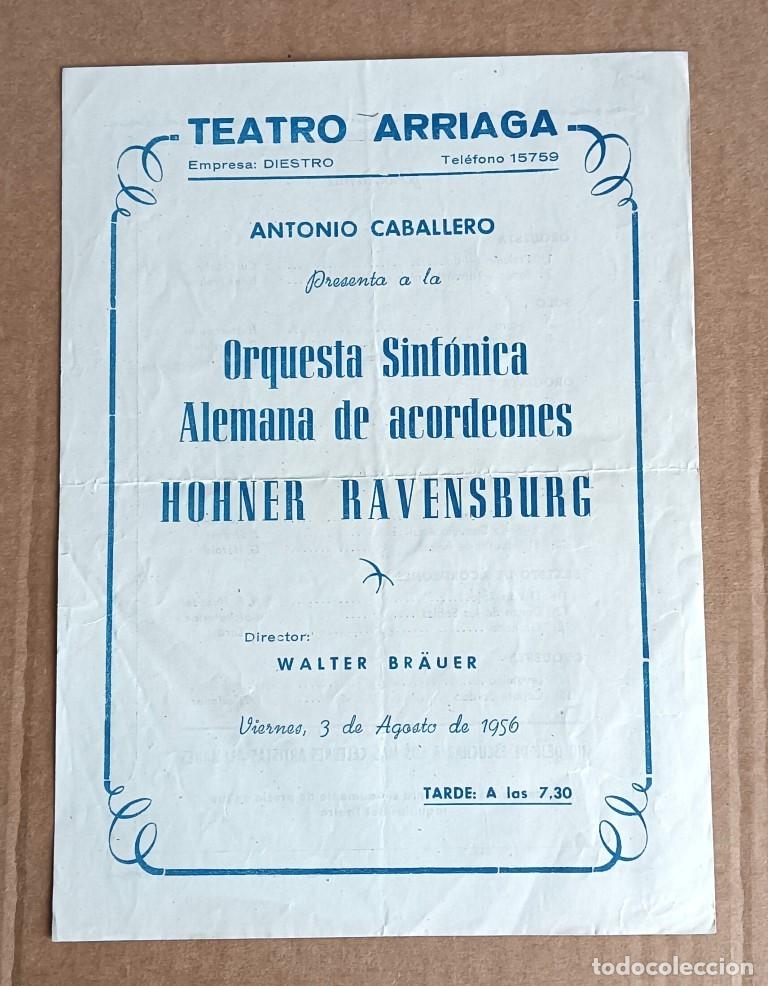 TEATRO ARRIAGA
Empresa: DIESTRO Teléfono 15759
ANTONIO CABALLERO
Presenta a la
Orquesta Sinfónica
Alemana de acordeones
HOHNER RAVENSBURG
Director:
WALTER BRÄUER
Viernes, 3 de Agosto de 1956
TARDE: A las 7,30
todocoleccion